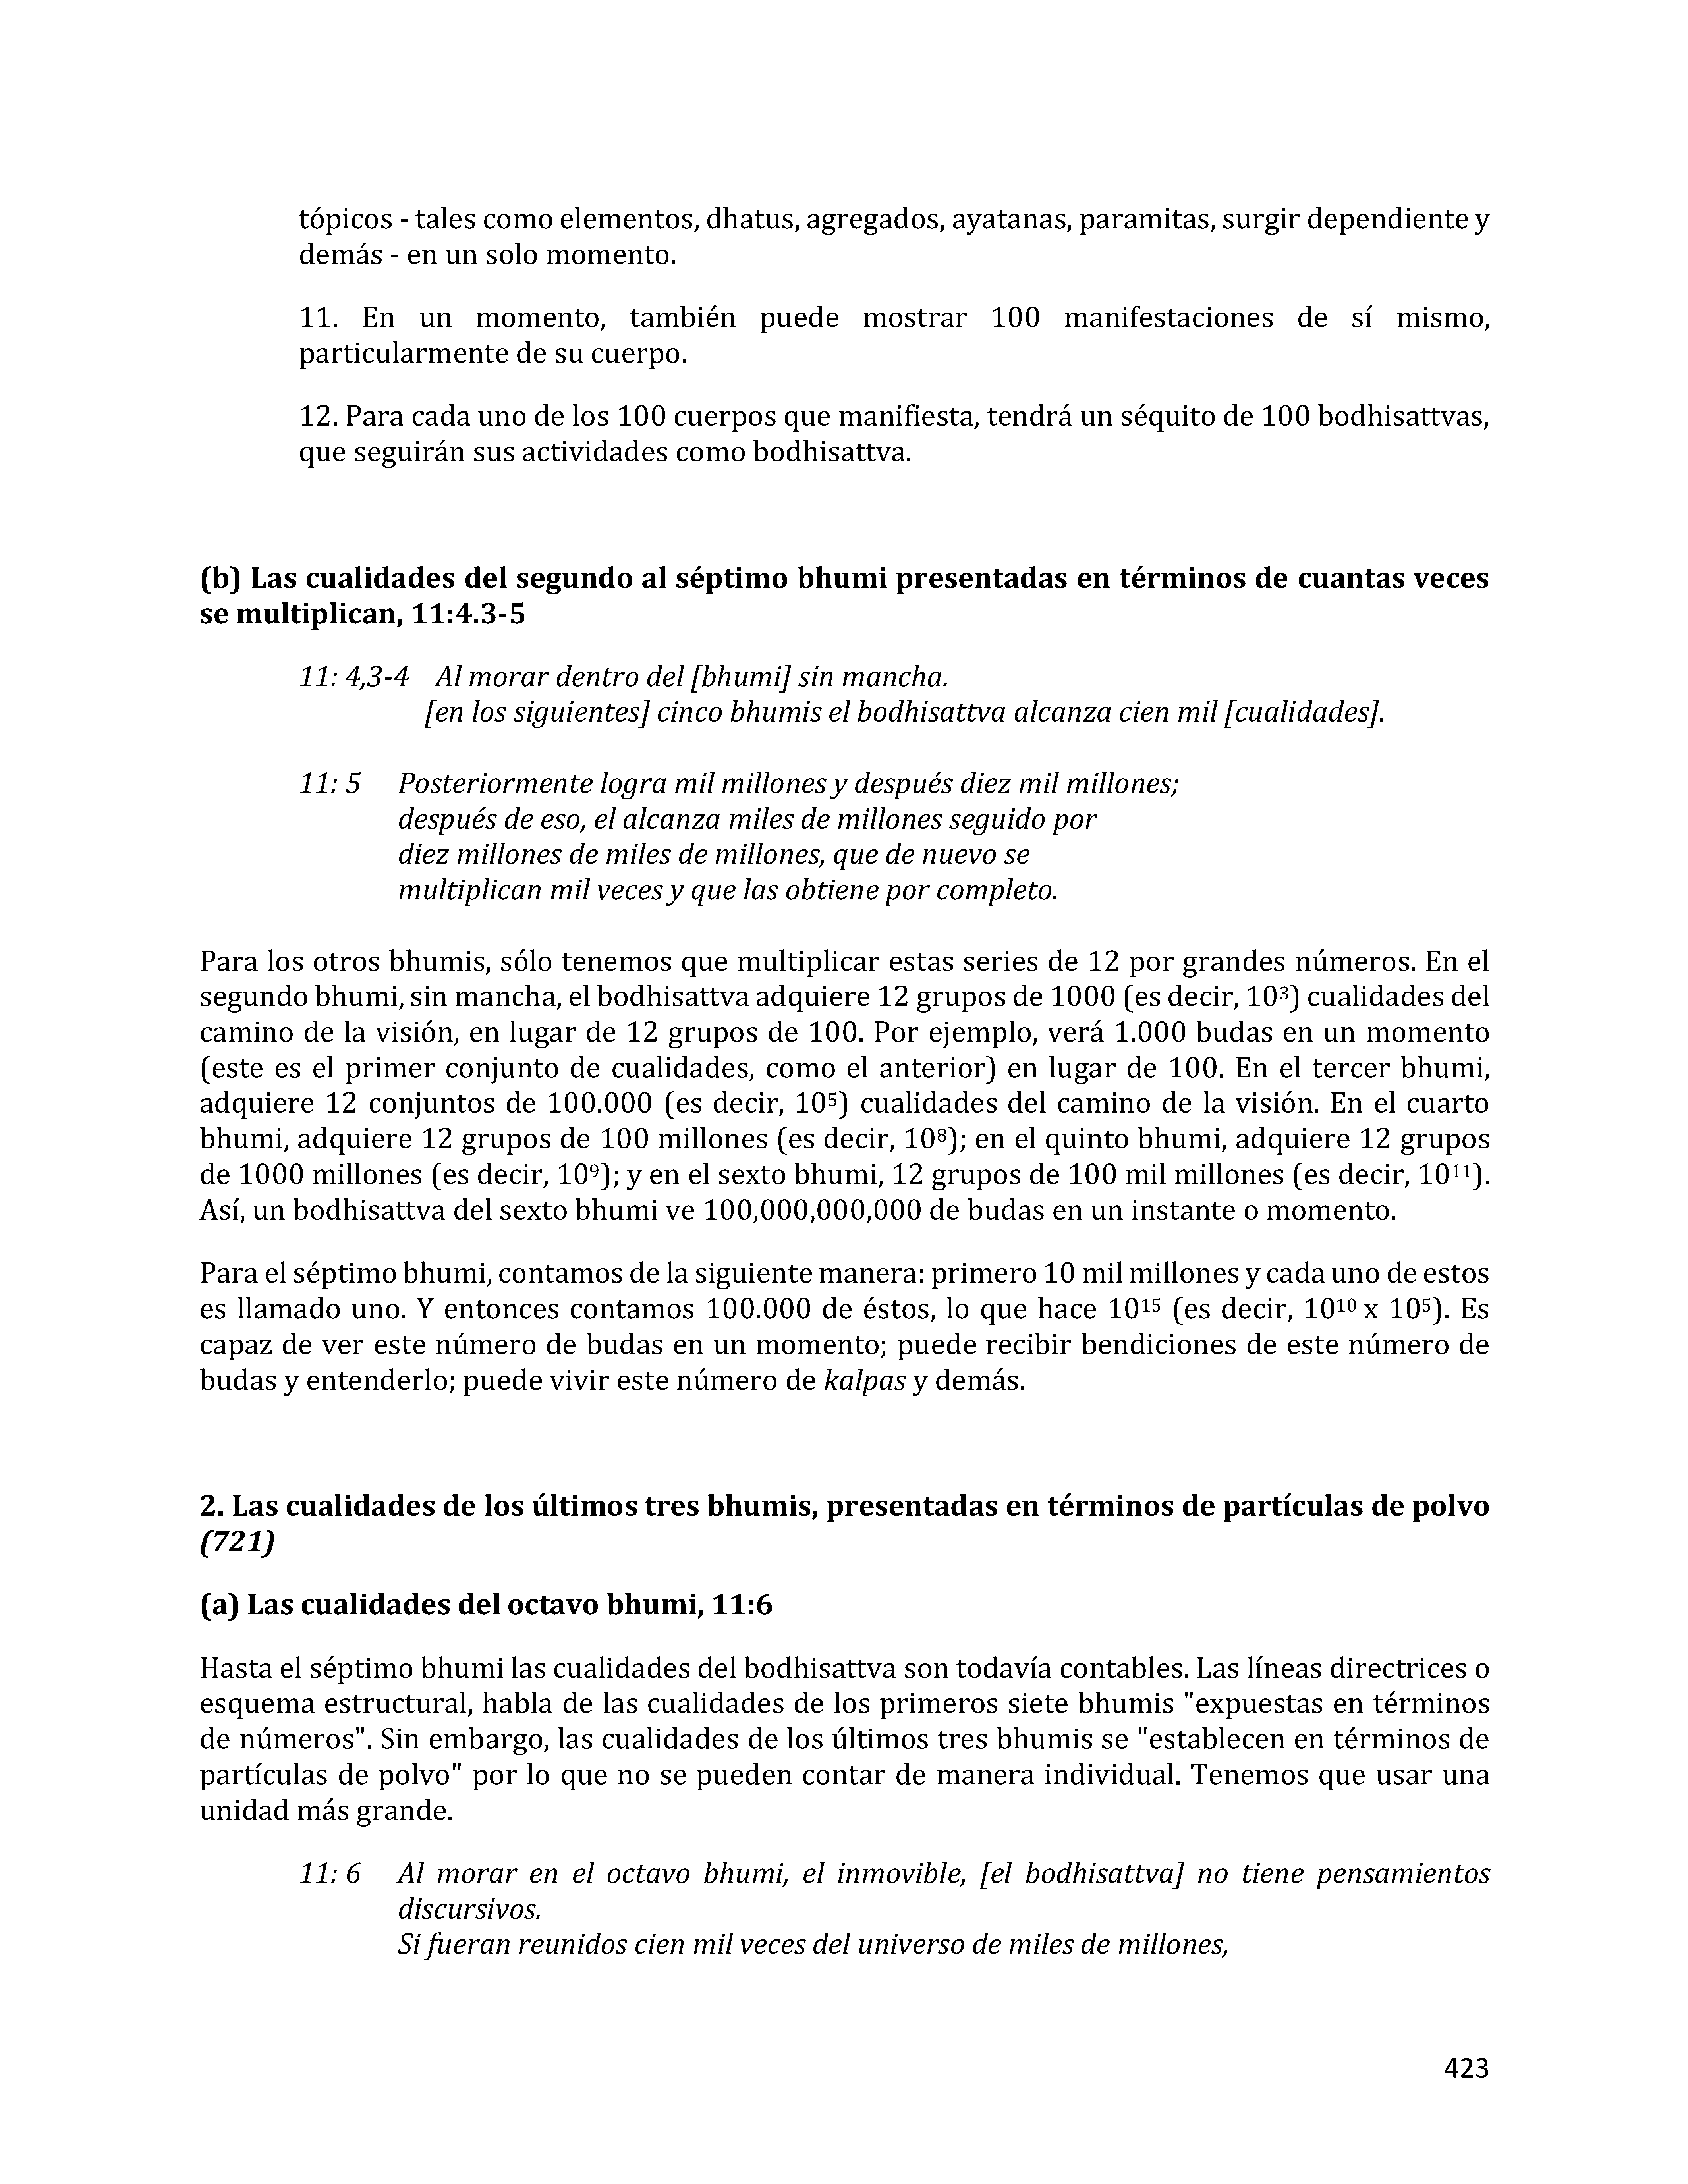 tópicos - tales como elementos, dhatus, agregados, ayatanas, paramitas, surgir dependiente y
demás - en un solo momento.
11. En un momento, también puede mostrar 100 manifestaciones de sí mismo,
particularmente de su cuerpo.
12. Para cada uno de los 100 cuerpos que manifiesta, tendrá un séquito de 100 bodhisattvas,
que seguirán sus actividades como bodhisattva.
(b) Las cualidades del segundo al séptimo bhumi presentadas en términos de cuantas veces
se multiplican, 11:4.3-5
11: 4,3-4 Al morar dentro del [bhumi] sin mancha.
[en los siguientes] cinco bhumis el bodhisattva alcanza cien mil [cualidades].
11: 5 Posteriormente logra mil millones y después diez mil millones;
después de eso, el alcanza miles de millones seguido por
diez millones de miles de millones, que de nuevo se
multiplican mil veces y que las obtiene por completo.
Para los otros bhumis, sólo tenemos que multiplicar estas series de 12 por grandes números. En el
segundo bhumi, sin mancha, el bodhisattva adquiere 12 grupos de 1000 (es decir, 10³) cualidades del
camino de la visión, en lugar de 12 grupos de 100. Por ejemplo, verá 1.000 budas en un momento
(este es el primer conjunto de cualidades, como el anterior) en lugar de 100. En el tercer bhumi,
adquiere 12 conjuntos de 100.000 (es decir, 10⁵) cualidades del camino de la visión. En el cuarto
bhumi, adquiere 12 grupos de 100 millones (es decir, 10⁸); en el quinto bhumi, adquiere 12 grupos
de 1000 millones (es decir, 10⁹); y en el sexto bhumi, 12 grupos de 100 mil millones (es decir, 10¹¹).
Así, un bodhisattva del sexto bhumi ve 100,000,000,000 de budas en un instante o momento.
Para el séptimo bhumi, contamos de la siguiente manera: primero 10 mil millones y cada uno de estos
es llamado uno. Y entonces contamos 100.000 de éstos, lo que hace 10¹⁵ (es decir, 10¹⁰ x 10⁵). Es
capaz de ver este número de budas en un momento; puede recibir bendiciones de este número de
budas y entenderlo; puede vivir este número de kalpas y demás.
2. Las cualidades de los últimos tres bhumis, presentadas en términos de partículas de polvo
(721)
(a) Las cualidades del octavo bhumi, 11:6
Hasta el séptimo bhumi las cualidades del bodhisattva son todavía contables. Las líneas directrices o
esquema estructural, habla de las cualidades de los primeros siete bhumis "expuestas en términos
de números". Sin embargo, las cualidades de los últimos tres bhumis se "establecen en términos de
partículas de polvo" por lo que no se pueden contar de manera individual. Tenemos que usar una
unidad más grande.
11: 6 Al morar en el octavo bhumi, el inmovible, [el bodhisattva] no tiene pensamientos
discursivos.
Si fueran reunidos cien mil veces del universo de miles de millones,
423